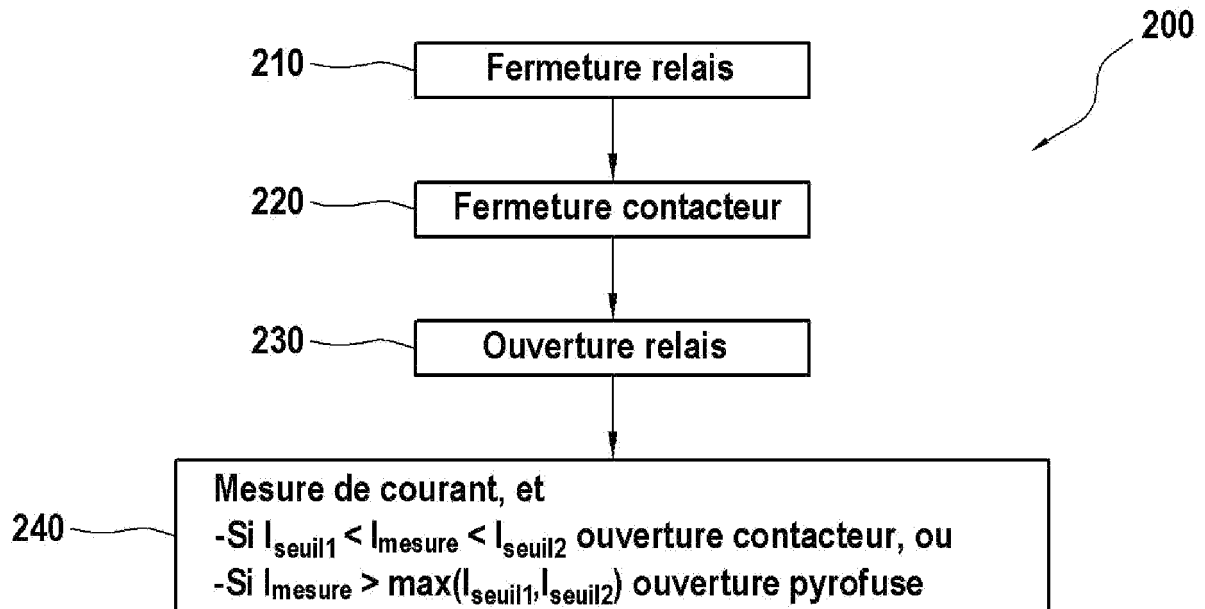 200
210 Fermeture relais
220 Fermeture contacteur
230 Ouverture relais
240
Mesure de courant, et
-Si Iseuil1 < Imesure < Iseuil2 ouverture contacteur, ou
-Si Imesure > max(Iseuil1,Iseuil2) ouverture pyrofuse